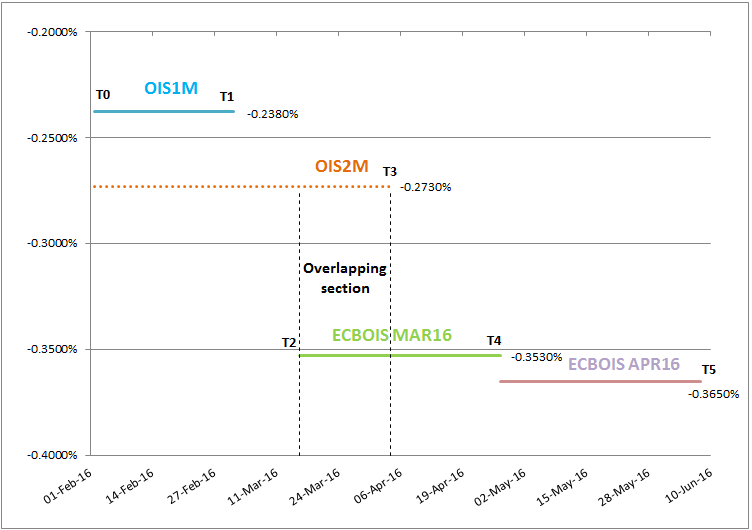 -0.2000%
T0
OIS1M
T1
-0.2380%
-0.2500%
OIS2M
T3
-0.2730%
-0.3000%
Overlapping
section
T2
ECBOIS MAR16
T4
-0.3500%
-0.3530%
ECBOIS APR16
T5
-0.3650%
-0.4000%
01-Feb-16
14-Feb-16
27-Feb-16
11-Mar-16
24-Mar-16
06-Apr-16
19-Apr-16
02-May-16
15-May-16
28-May-16
10-Jun-16